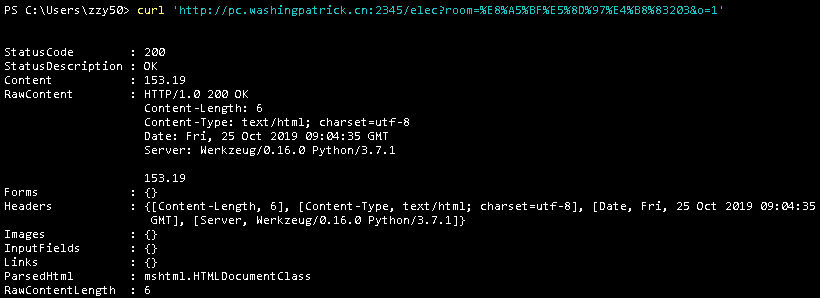 PS C:\Users\zzy50> curl 'http://pc.washingpatrick.cn:2345/elec?room=%E8%A5%BF%E5%8D%97%E4%B8%83203&o=1'
StatusCode : 200
StatusDescription : OK
Content : 153.19
RawContent : HTTP/1.0 200 OK
Content-Length: 6
Content-Type: text/html; charset=utf-8
Date: Fri, 25 Oct 2019 09:04:35 GMT
Server: Werkzeug/0.16.0 Python/3.7.1
153.19
Forms : {}
Headers : {[Content-Length, 6], [Content-Type, text/html; charset=utf-8], [Date, Fri, 25 Oct 2019 09:04:35
GMT], [Server, Werkzeug/0.16.0 Python/3.7.1]}
Images : {}
InputFields : {}
Links : {}
ParsedHtml : mshtml.HTMLDocumentClass
RawContentLength : 6